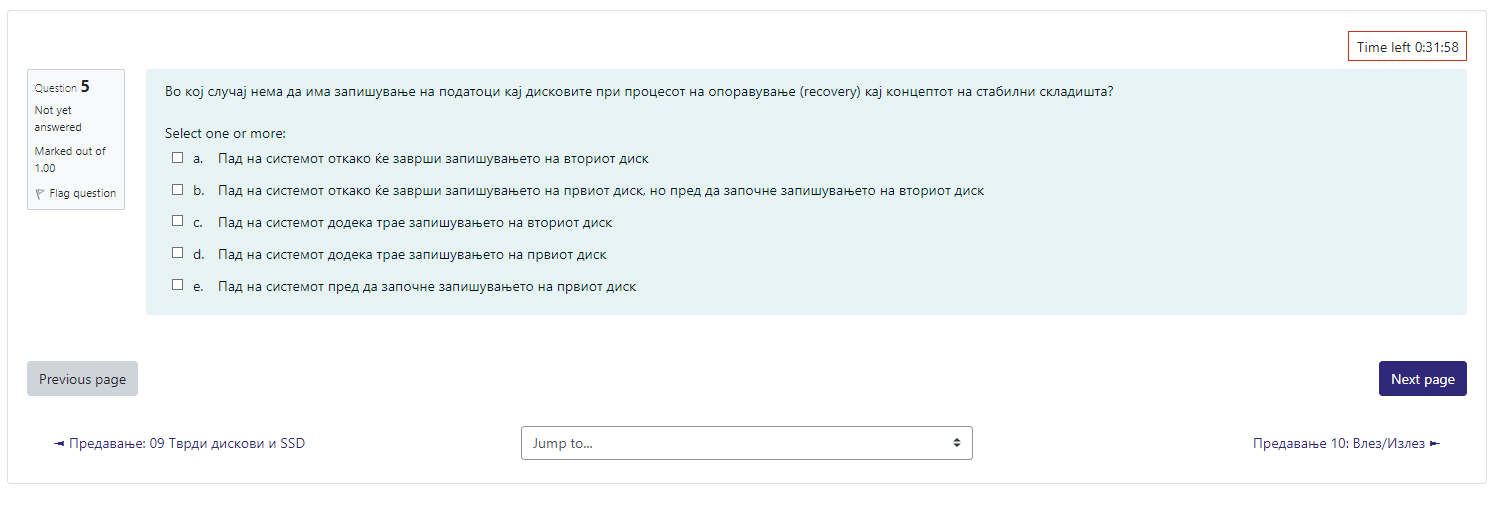 Time left 0:31:58
Question 5
Not yet
answered
Marked out of
1.00
Flag question
Во кој случај нема да има запишување на податоци кај дисковите при процесот на опоравување (recovery) кај концептот на стабилни складишта?
Select one or more:
a. Пад на системот откако ќе заврши запишувањето на вториот диск
b. Пад на системот откако ќе заврши запишувањето на првиот диск, но пред да започне запишувањето на вториот диск
c. Пад на системот додека трае запишувањето на вториот диск
d. Пад на системот додека трае запишувањето на првиот диск
e. Пад на системот пред да започне запишувањето на првиот диск
Previous page
Next page
◄ Предавање: 09 Тврди дискови и SSD
Jump to...
Предавање 10: Влез/Излез ►